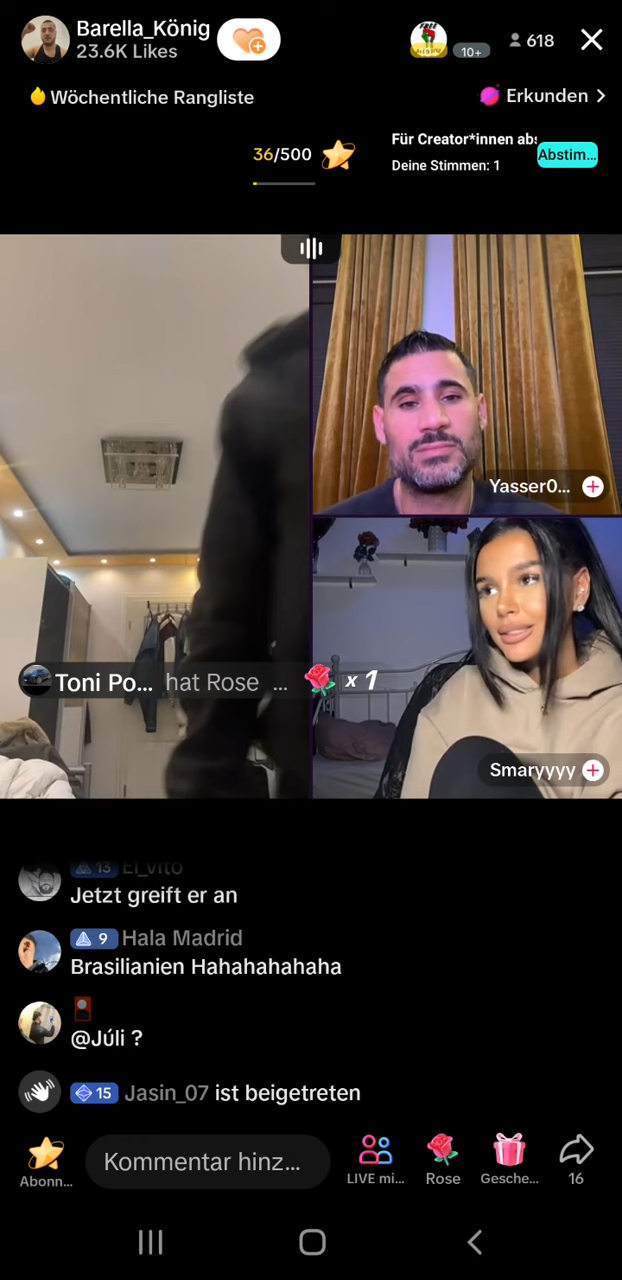 Barella_König
23.6K Likes
10+
618
Wöchentliche Rangliste
Erkunden
36/500
Für Creator*innen abs
Deine Stimmen: 1
Abstim...
Yasser0...
Toni Po... hat Rose ... x 1
Smaryyyy
13 El_vito
Jetzt greift er an
9 Hala Madrid
Brasilianien Hahahahahaha
@Júli ?
15 Jasin_07 ist beigetreten
Kommentar hinz...
Abonn...
LIVE mi...
Rose
Gesche...
16